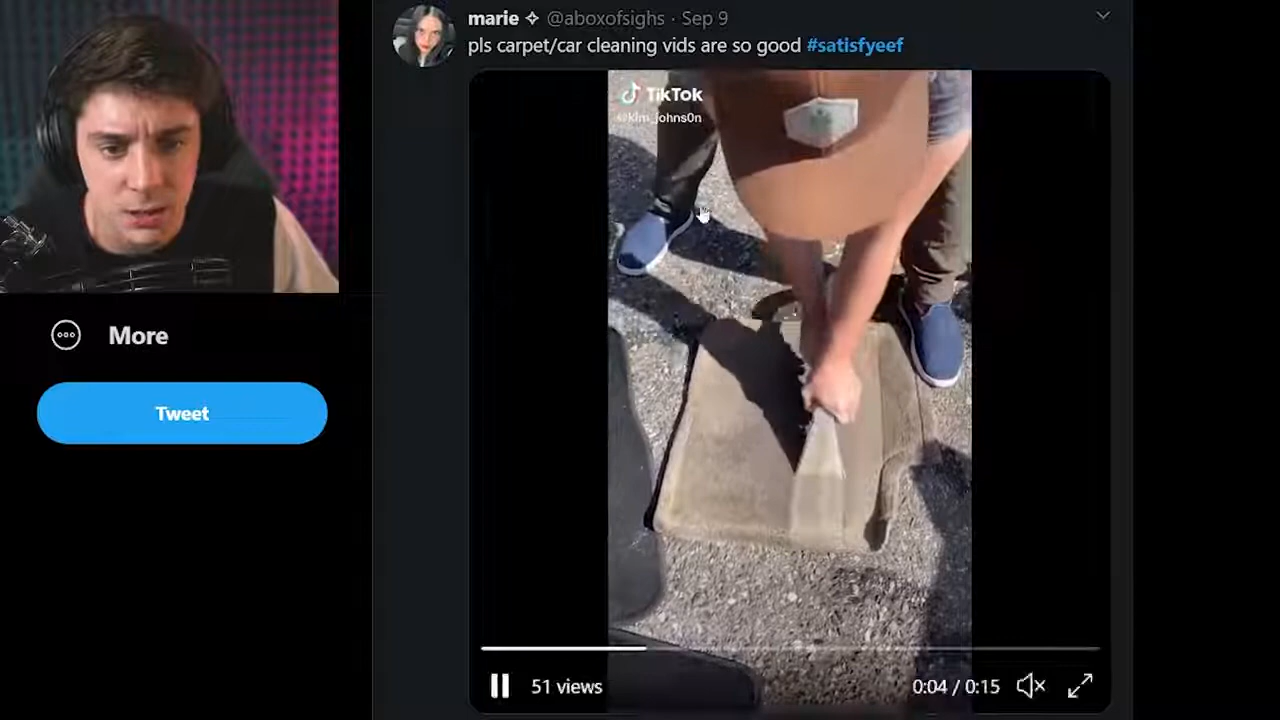 marie ✧ @aboxofsighs · Sep 9
pls carpet/car cleaning vids are so good #satisfyeef
TikTok
@kim_johns0n
More
Tweet
51 views
0:04 / 0:15